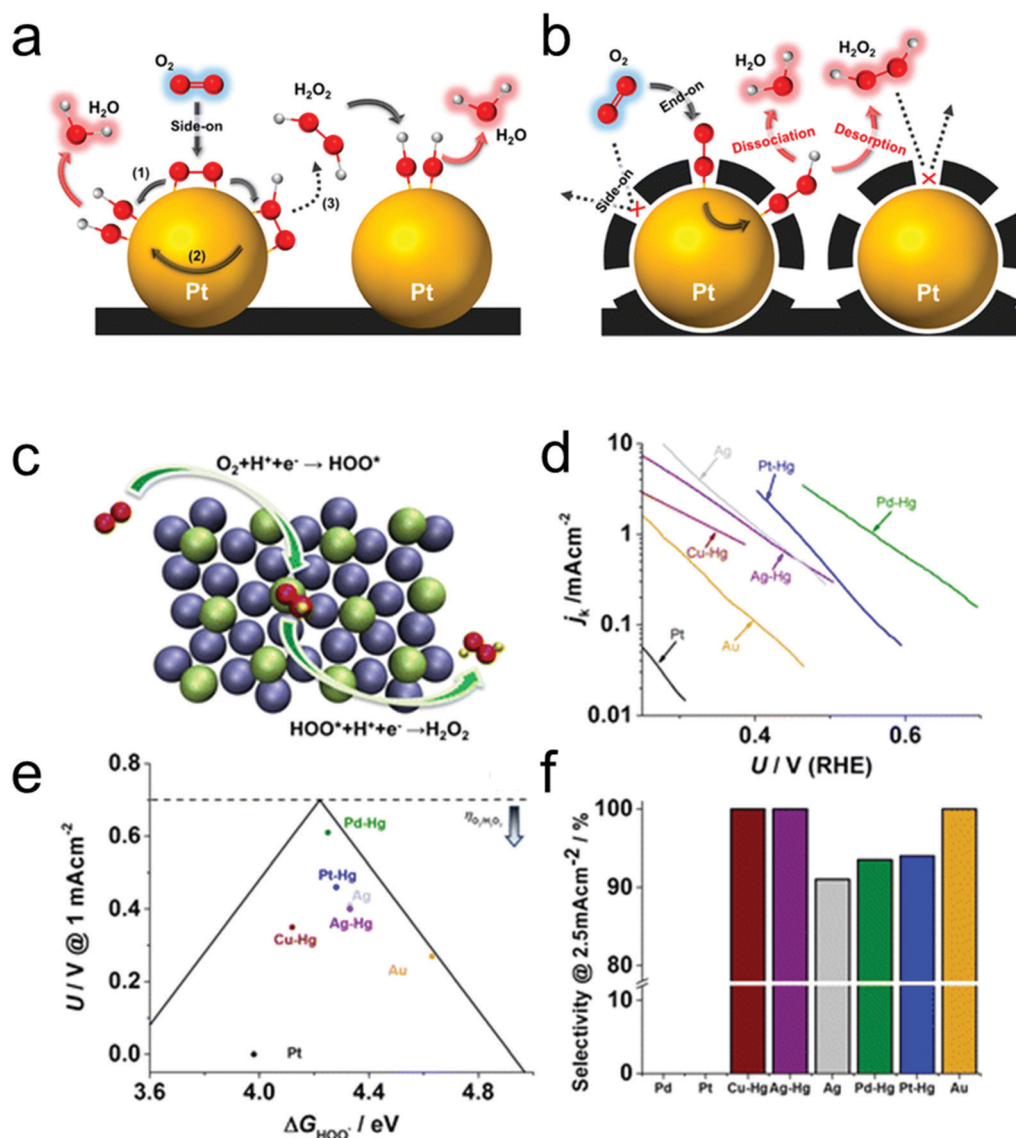 a
O₂
H₂O
Side-on
H₂O₂
H₂O
(1)
(2)
(3)
Pt
Pt
b
O₂
End-on
H₂O
H₂O₂
Dissociation
Desorption
Side-on
X
X
Pt
Pt
c
O₂+H⁺+e⁻ → HOO*
HOO*+H⁺+e⁻→H₂O₂
d
10
1
0.1
0.01
jₖ /mAcm⁻²
Ag
Pt-Hg
Pd-Hg
Cu-Hg
Ag-Hg
Au
Pt
0.4
0.6
U / V (RHE)
e
0.8
0.6
0.4
0.2
0.0
U / V @ 1 mAcm⁻²
Pd-Hg
Pt-Hg
Ag
Ag-Hg
Cu-Hg
Au
Pt
3.6
4.0
4.4
4.8
ΔG HOO* / eV
f
100
90
80
10
0
Selectivity @ 2.5mAcm⁻² / %
Pd
Pt
Cu-Hg
Ag-Hg
Ag
Pd-Hg
Pt-Hg
Au